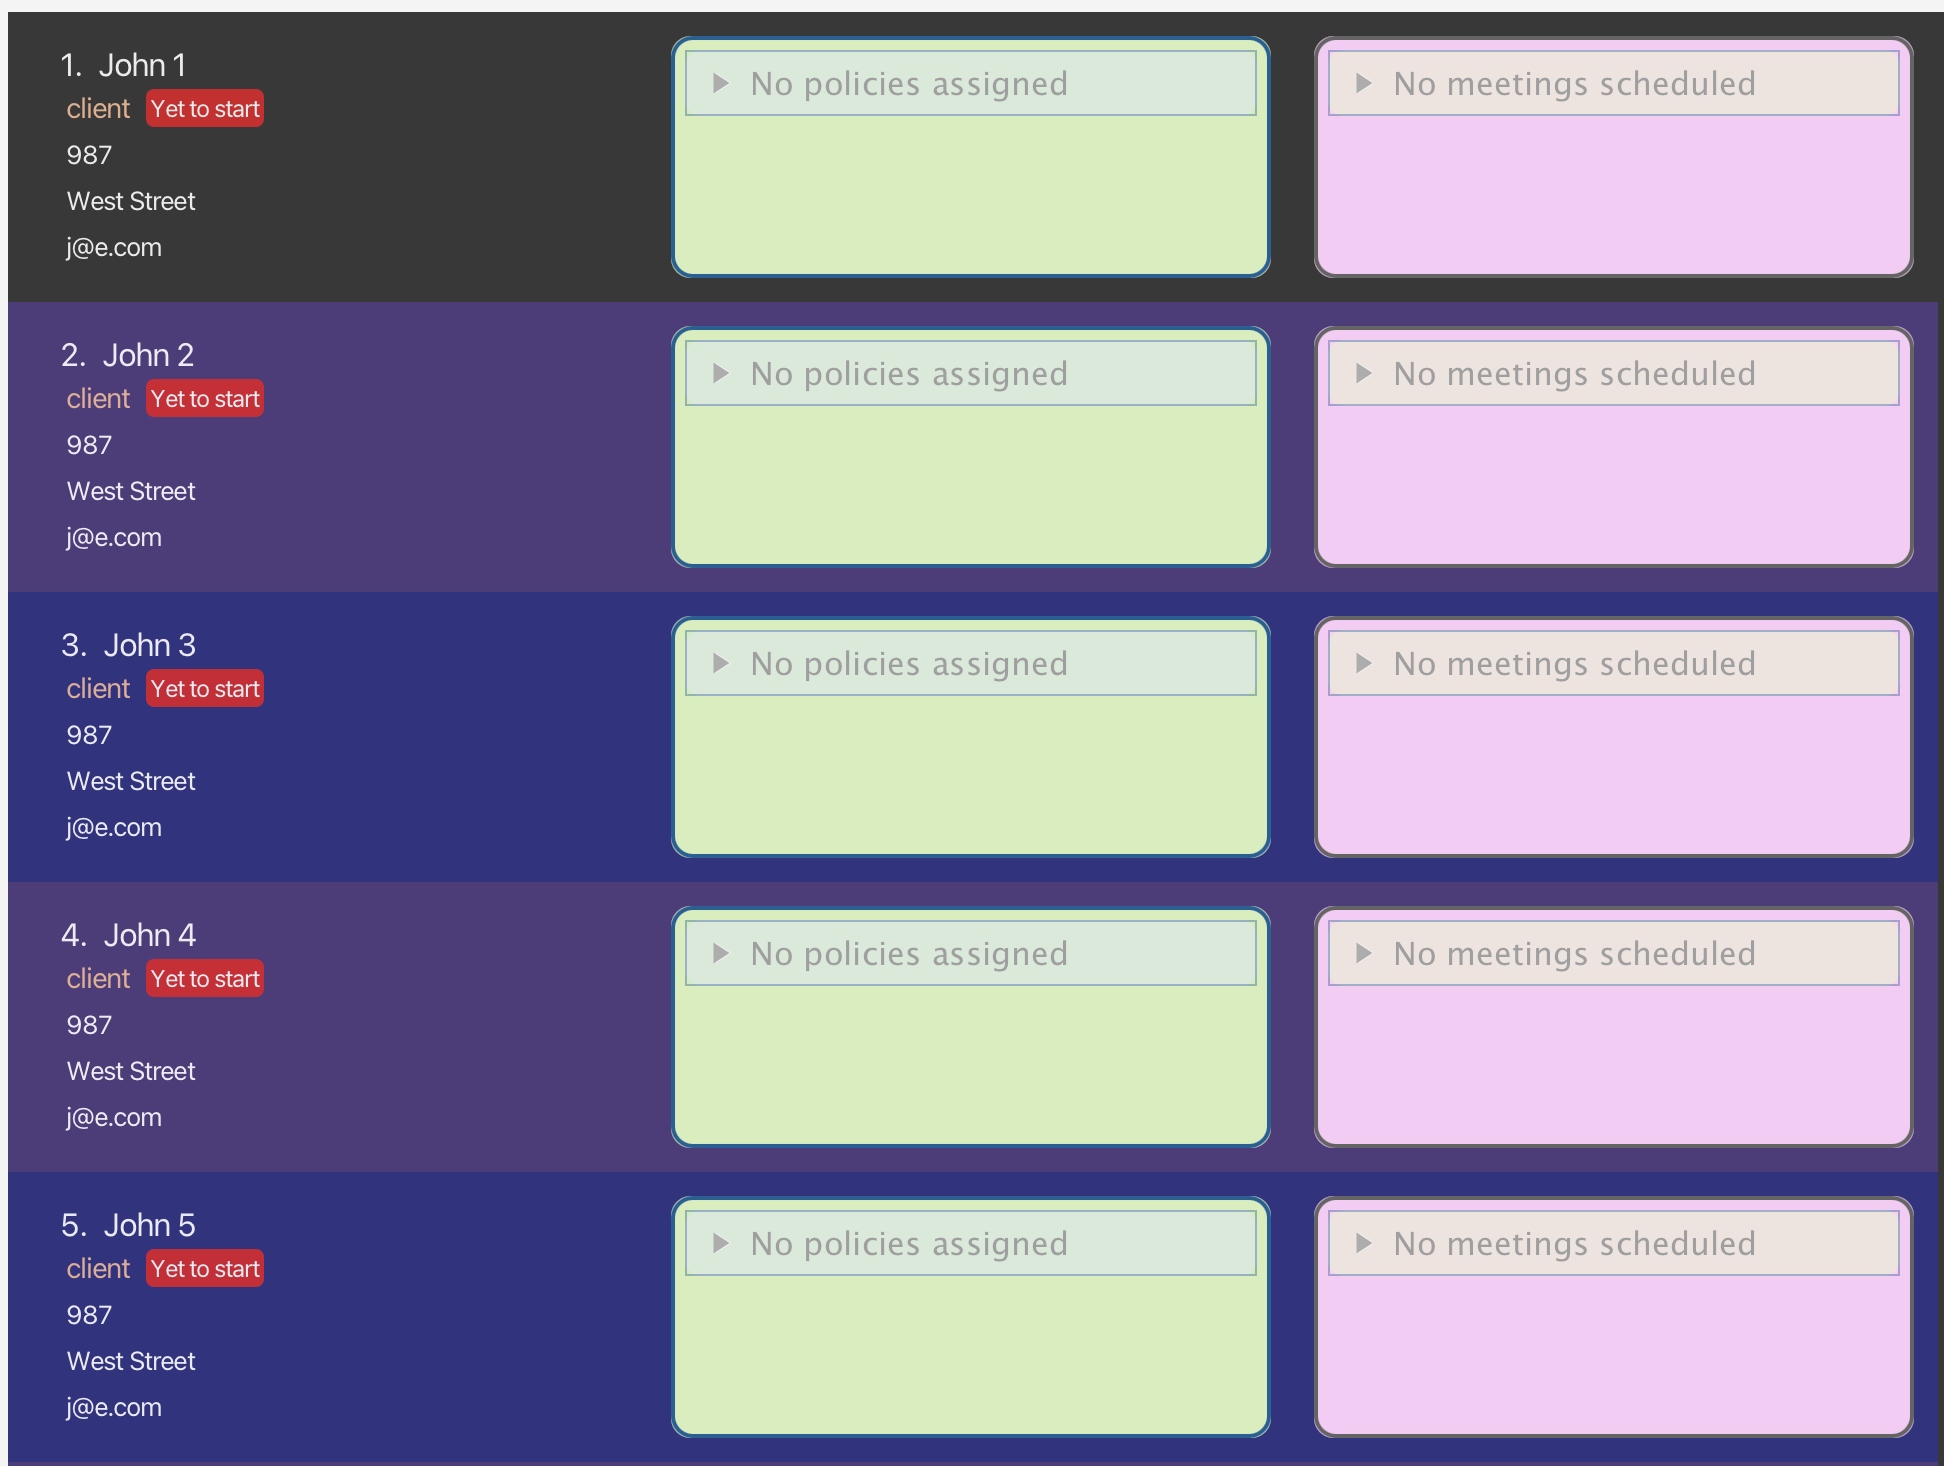 1. John 1
client Yet to start
987
West Street
j@e.com
No policies assigned
No meetings scheduled
2. John 2
client Yet to start
987
West Street
j@e.com
No policies assigned
No meetings scheduled
3. John 3
client Yet to start
987
West Street
j@e.com
No policies assigned
No meetings scheduled
4. John 4
client Yet to start
987
West Street
j@e.com
No policies assigned
No meetings scheduled
5. John 5
client Yet to start
987
West Street
j@e.com
No policies assigned
No meetings scheduled